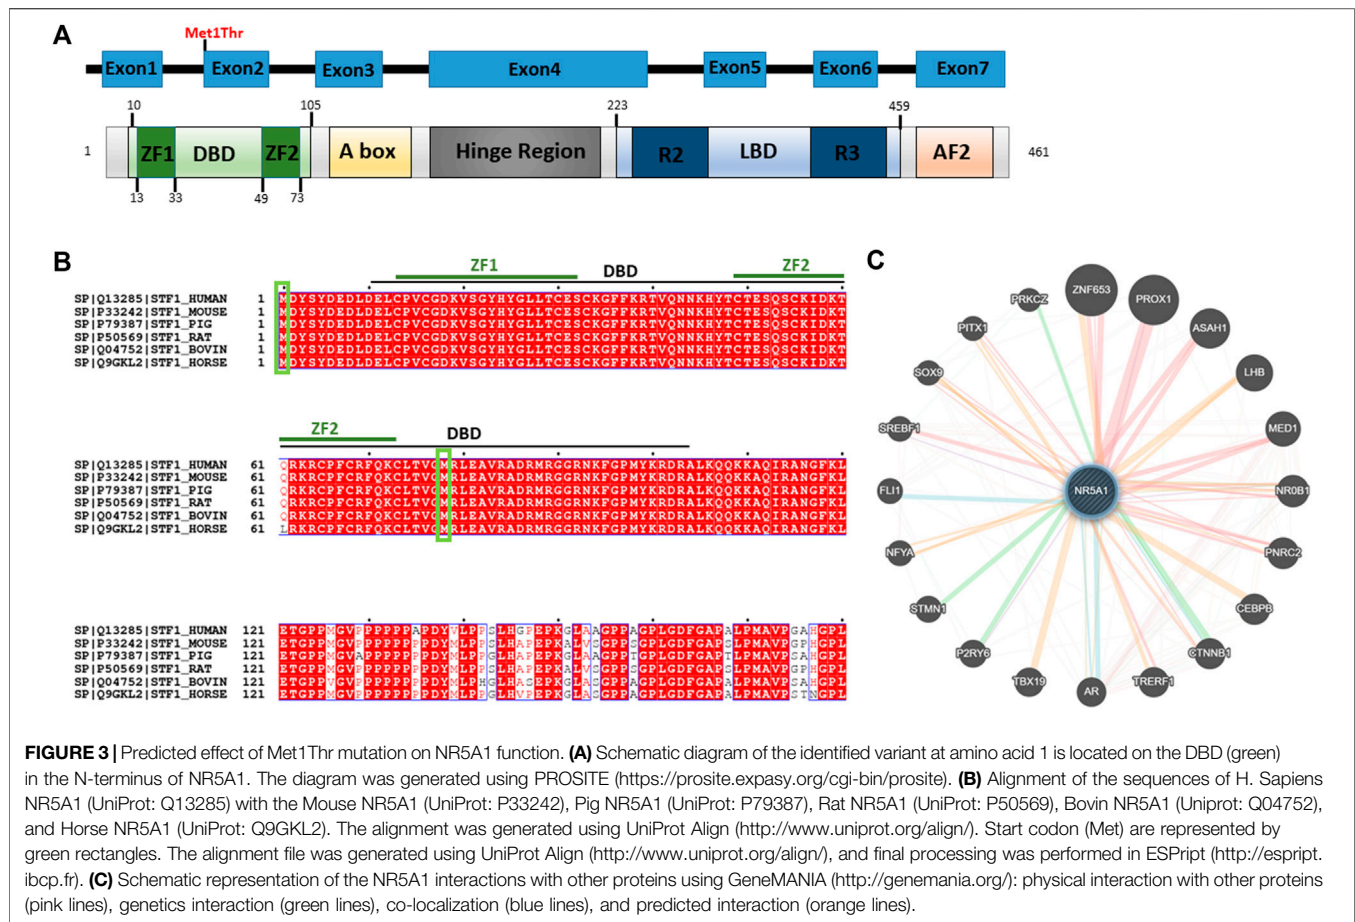 A
Met1Thr
Exon1 Exon2 Exon3 Exon4 Exon5 Exon6 Exon7
10 105 223 459
1 ZF1 DBD ZF2 A box Hinge Region R2 LBD R3 AF2 461
13 33 49 73
B
ZF1 DBD ZF2
SP|Q13285|STF1_HUMAN 1 MDYSYDEDLDELCPVCGDKVSGYHYGLLTCESCKGFFKRTVQNNKHYTCTESQSCKIDKT
SP|P33242|STF1_MOUSE 1 MDYSYDEDLDELCPVCGDKVSGYHYGLLTCESCKGFFKRTVQNNKHYTCTESQSCKIDKT
SP|P79387|STF1_PIG 1 MDYSYDEDLDELCPVCGDKVSGYHYGLLTCESCKGFFKRTVQNNKHYTCTESQSCKIDKT
SP|P50569|STF1_RAT 1 MDYSYDEDLDELCPVCGDKVSGYHYGLLTCESCKGFFKRTVQNNKHYTCTESQSCKIDKT
SP|Q04752|STF1_BOVIN 1 MDYSYDEDLDELCPVCGDKVSGYHYGLLTCESCKGFFKRTVQNNKHYTCTESQSCKIDKT
SP|Q9GKL2|STF1_HORSE 1 MDYSYDEDLDELCPVCGDKVSGYHYGLLTCESCKGFFKRTVQNNKHYTCTESQSCKIDKT
ZF2 DBD
SP|Q13285|STF1_HUMAN 61 QRKRCPFCRFQKCLTVGMRLEAVRADRMRGGRNKFGPMYKRDRALKQQKKAQIRANGFKL
SP|P33242|STF1_MOUSE 61 QRKRCPFCRFQKCLTVGMRLEAVRADRMRGGRNKFGPMYKRDRALKQQKKAQIRANGFKL
SP|P79387|STF1_PIG 61 QRKRCPFCRFQKCLTVGMRLEAVRADRMRGGRNKFGPMYKRDRALKQQKKAQIRANGFKL
SP|P50569|STF1_RAT 61 QRKRCPFCRFQKCLTVGMRLEAVRADRMRGGRNKFGPMYKRDRALKQQKKAQIRANGFKL
SP|Q04752|STF1_BOVIN 61 QRKRCPFCRFQKCLTVGMRLEAVRADRMRGGRNKFGPMYKRDRALKQQKKAQIRANGFKL
SP|Q9GKL2|STF1_HORSE 61 LRKRCPFCRFQKCLTVGMRLEAVRADRMRGGRNKFGPMYKRDRALKQQKKAQIRANGFKL
SP|Q13285|STF1_HUMAN 121 ETGPPMGVPPPPPPAPDYVLPPSLHGPEPKGLAAGPPAGPLGDFGAPALPMAVPGAHGPL
SP|P33242|STF1_MOUSE 121
SP|P79387|STF1_PIG 121
SP|P50569|STF1_RAT 121
SP|Q04752|STF1_BOVIN 121
SP|Q9GKL2|STF1_HORSE 121
C
ZNF653
PROX1
ASAH1
LHB
MED1
NR0B1
PNRC2
CEBPB
CTNNB1
TRERF1
AR
TBX19
P2RY6
STMN1
NFYA
FLI1
SREBF1
SOX9
PITX1
PRKCZ
NR5A1
FIGURE 3 | Predicted effect of Met1Thr mutation on NR5A1 function. (A) Schematic diagram of the identified variant at amino acid 1 is located on the DBD (green)
in the N-terminus of NR5A1. The diagram was generated using PROSITE (https://prosite.expasy.org/cgi-bin/prosite). (B) Alignment of the sequences of H. Sapiens
NR5A1 (UniProt: Q13285) with the Mouse NR5A1 (UniProt: P33242), Pig NR5A1 (UniProt: P79387), Rat NR5A1 (UniProt: P50569), Bovin NR5A1 (Uniprot: Q04752),
and Horse NR5A1 (UniProt: Q9GKL2). The alignment was generated using UniProt Align (http://www.uniprot.org/align/). Start codon (Met) are represented by
green rectangles. The alignment file was generated using UniProt Align (http://www.uniprot.org/align/), and final processing was performed in ESPript (http://espript.
ibcp.fr). (C) Schematic representation of the NR5A1 interactions with other proteins using GeneMANIA (http://genemania.org/): physical interaction with other proteins
(pink lines), genetics interaction (green lines), co-localization (blue lines), and predicted interaction (orange lines).